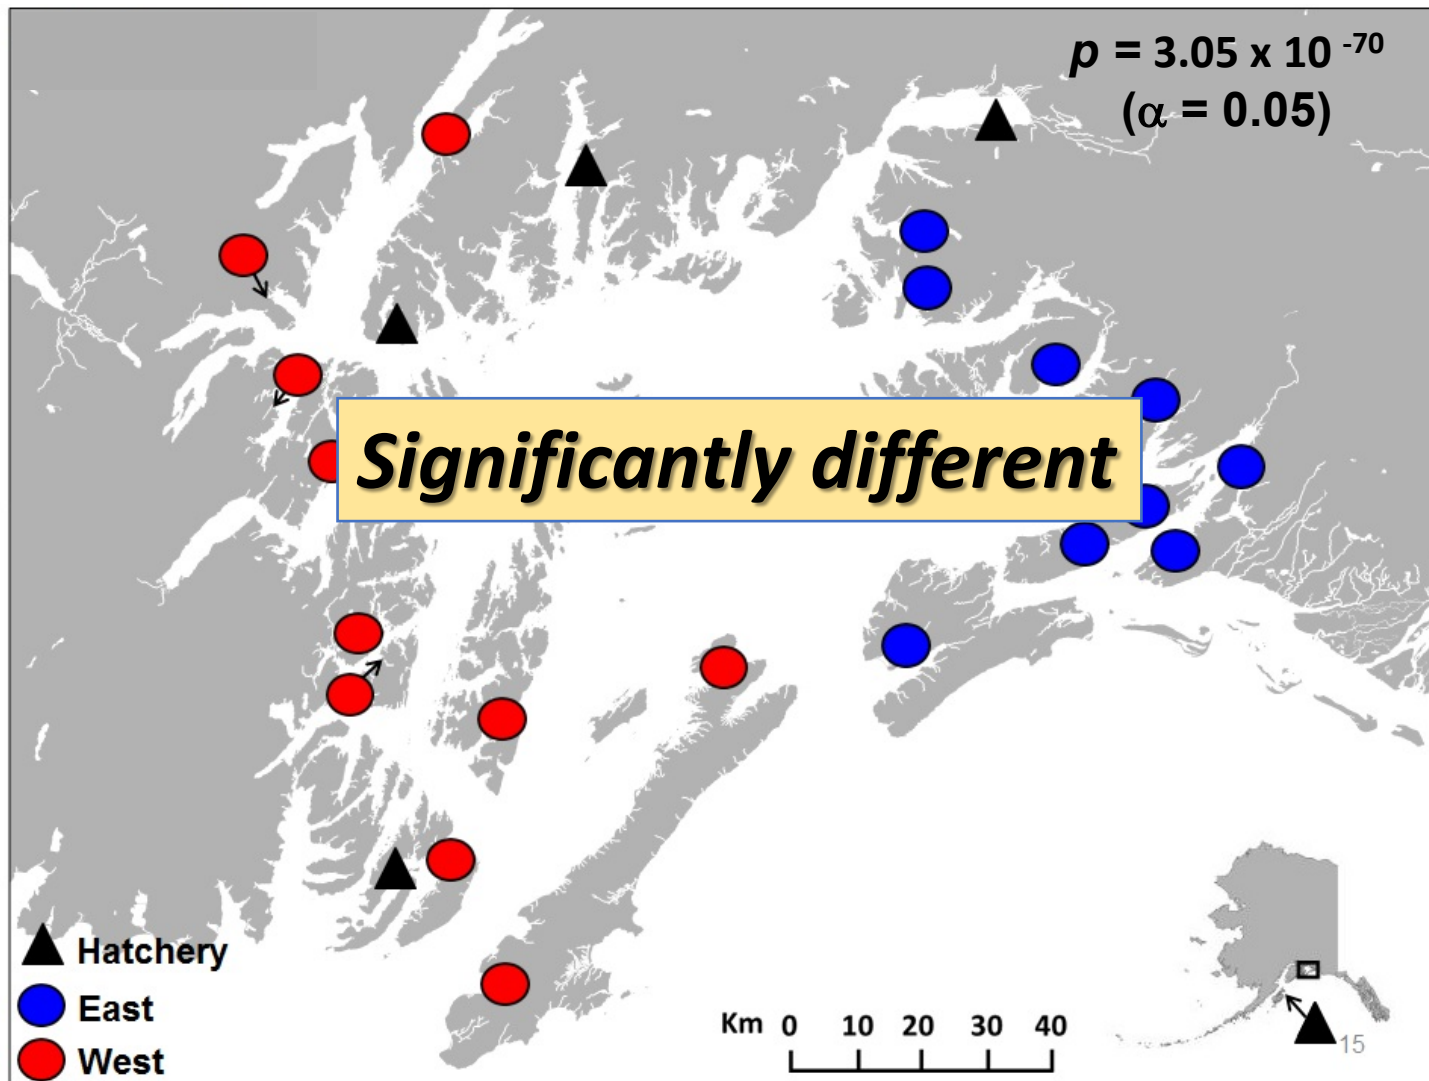 p = 3.05 x 10 -70
(α = 0.05)
Significantly different
Hatchery
East
West
Km 0 10 20 30 40
15